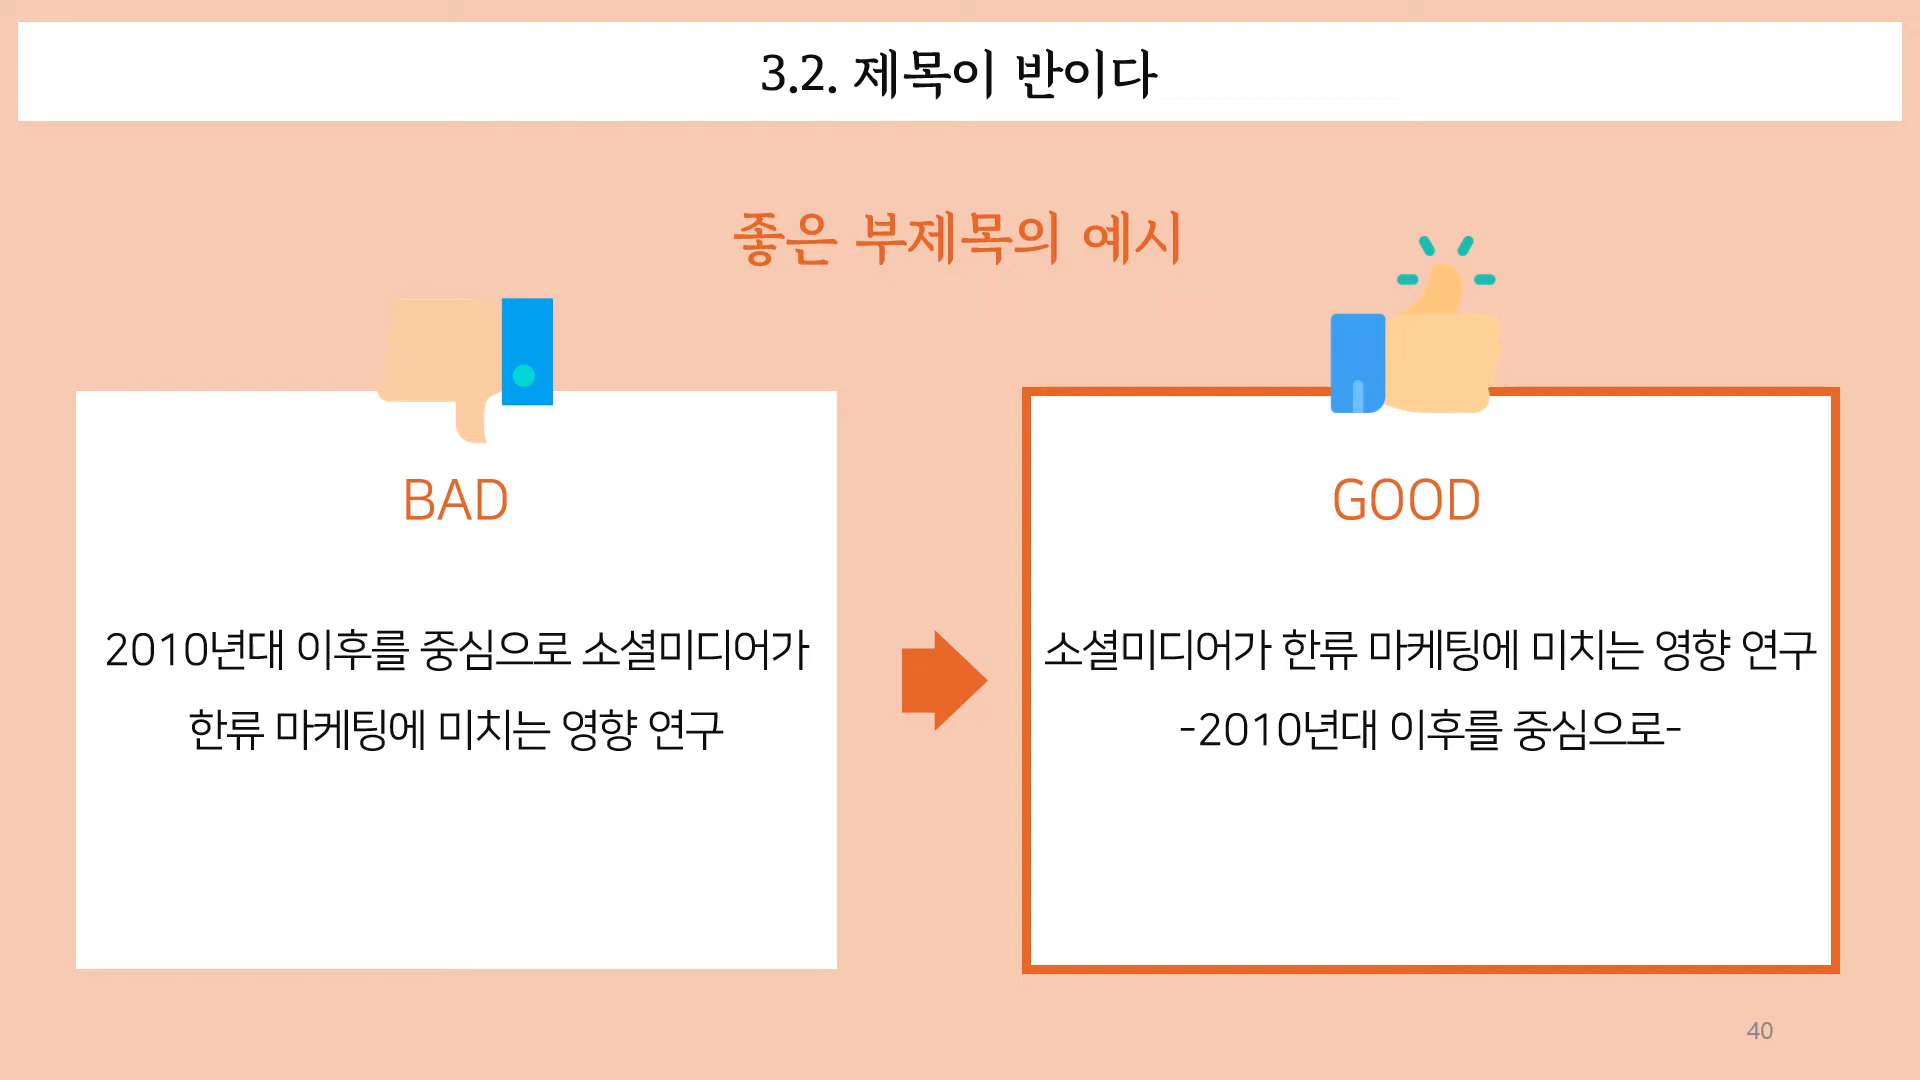 3.2. 제목이 반이다
좋은 부제목의 예시
BAD
2010년대 이후를 중심으로 소셜미디어가
한류 마케팅에 미치는 영향 연구
GOOD
소셜미디어가 한류 마케팅에 미치는 영향 연구
-2010년대 이후를 중심으로-
40